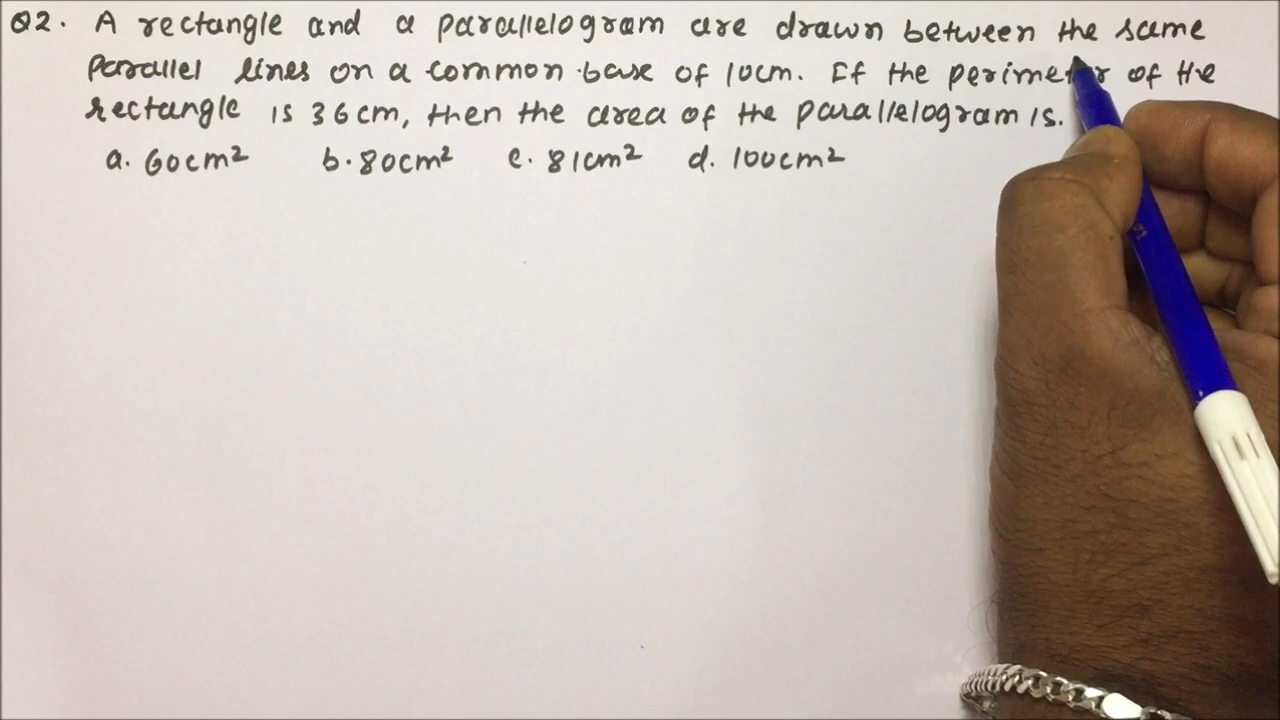 Q2. A rectangle and a parallelogram are drawn between the same
parallel lines on a common base of 10cm. If the perimeter of the
rectangle is 36cm, then the area of the parallelogram is.
a. 60cm² b. 80cm² c. 81cm² d. 100cm²